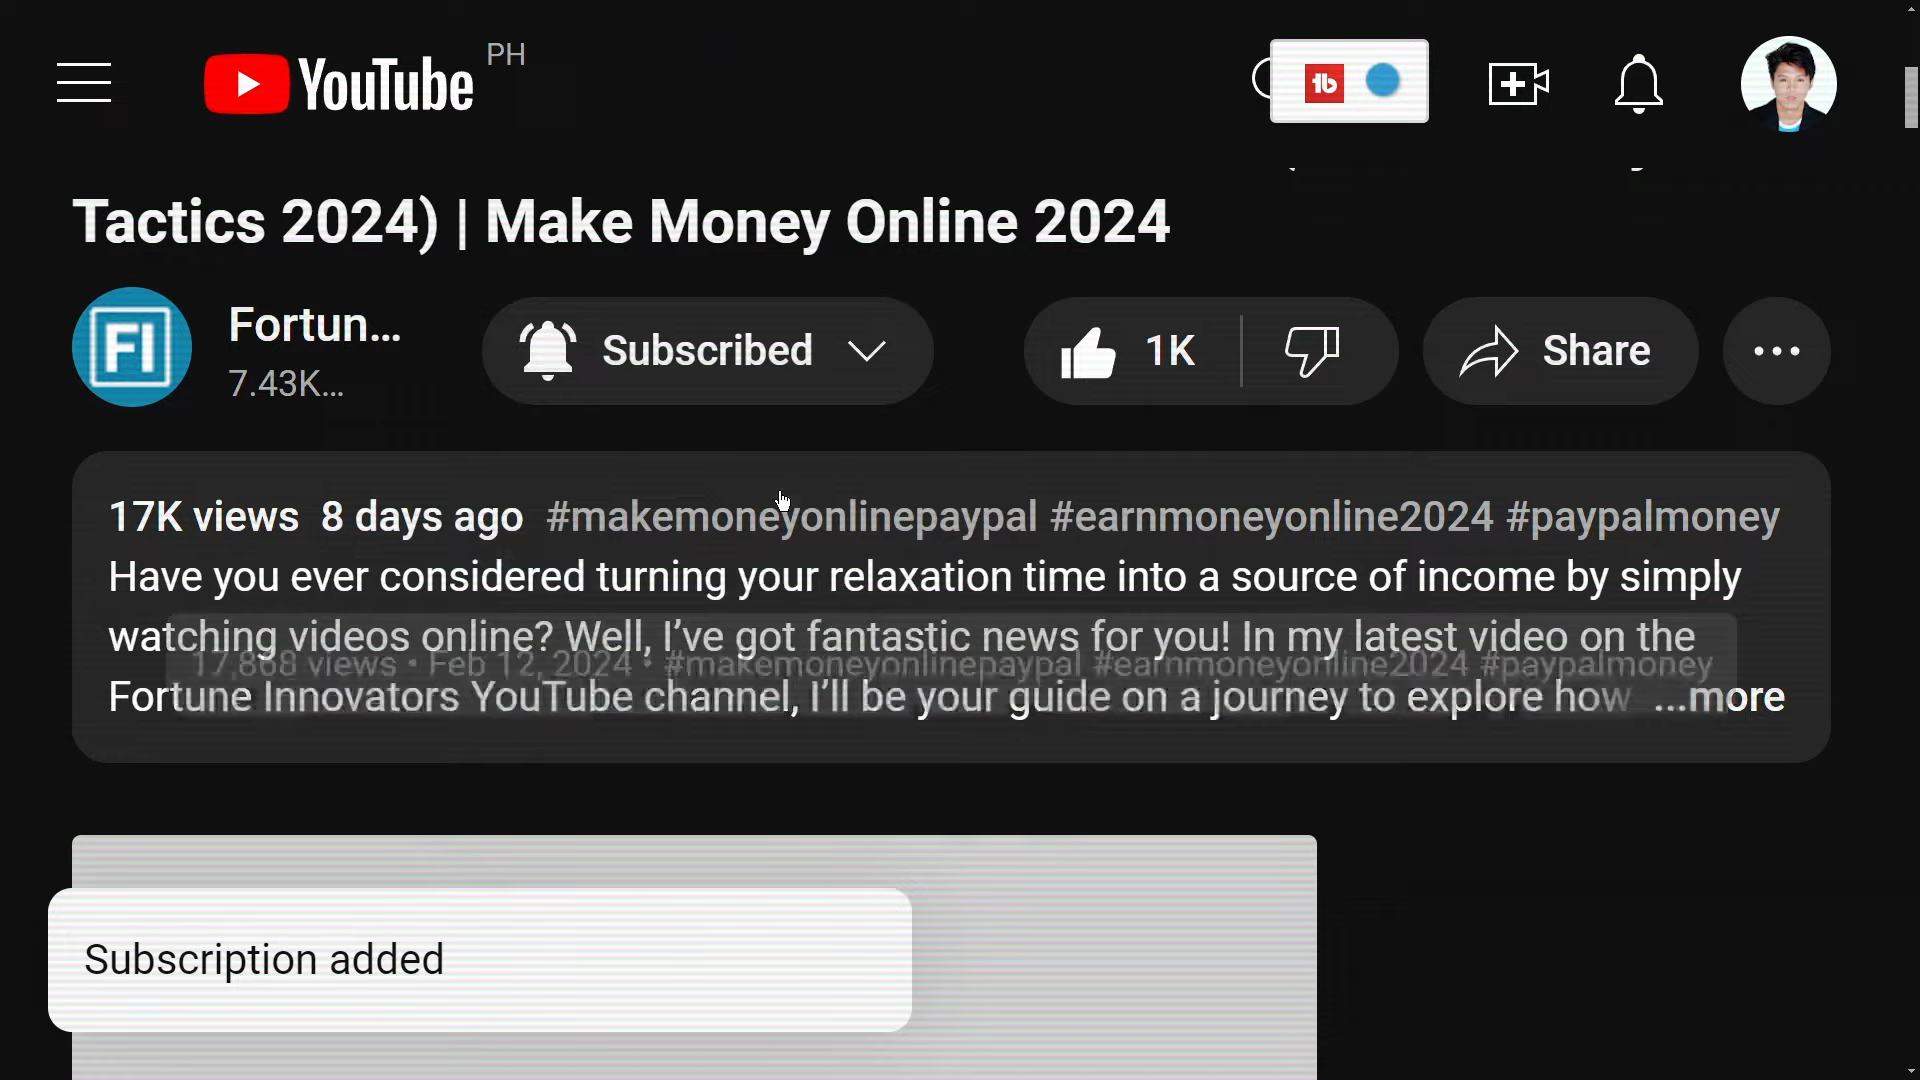 YouTube PH
tb
Tactics 2024) | Make Money Online 2024
FI
Fortun...
7.43K...
Subscribed
1K
Share
17K views 8 days ago #makemoneyonlinepaypal #earnmoneyonline2024 #paypalmoney
Have you ever considered turning your relaxation time into a source of income by simply
watching videos online? Well, I’ve got fantastic news for you! In my latest video on the
17,868 views • Feb 12, 2024 • #makemoneyonlinepaypal #earnmoneyonline2024 #paypalmoney
Fortune Innovators YouTube channel, I’ll be your guide on a journey to explore how ...more
Subscription added